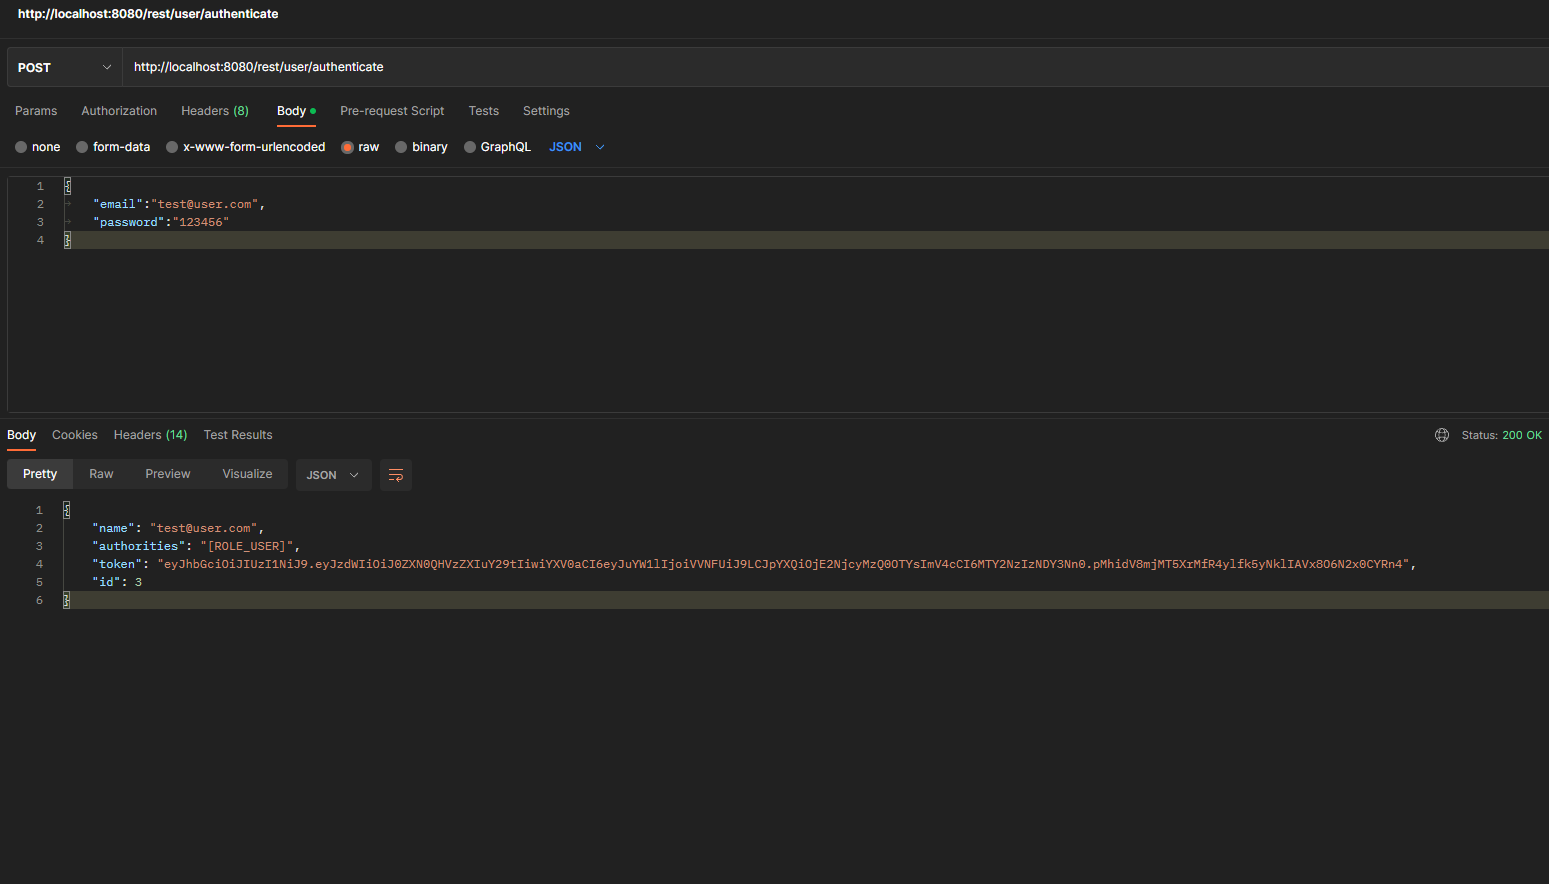 http://localhost:8080/rest/user/authenticate
POST http://localhost:8080/rest/user/authenticate
Params Authorization Headers (8) Body Pre-request Script Tests Settings
none form-data x-www-form-urlencoded raw binary GraphQL JSON
1 {
2 "email":"test@user.com",
3 "password":"123456"
4 }
Body Cookies Headers (14) Test Results Status: 200 OK
Pretty Raw Preview Visualize JSON
1 {
2 "name": "test@user.com",
3 "authorities": "[ROLE_USER]",
4 "token": "eyJhbGciOiJIUzI1NiJ9.eyJzdWIiOiJ0ZXN0QHVzZXIuY29tIiwiYXV0aCI6eyJuYW1lIjoiVVNFUiJ9LCJpYXQiOjE2NjcyMzQ0OTYsImV4cCI6MTY2NzIzNDY3Nn0.pMhidV8mjMT5XrMfR4ylfk5yNklIAVx8O6N2x0CYRn4",
5 "id": 3
6 }